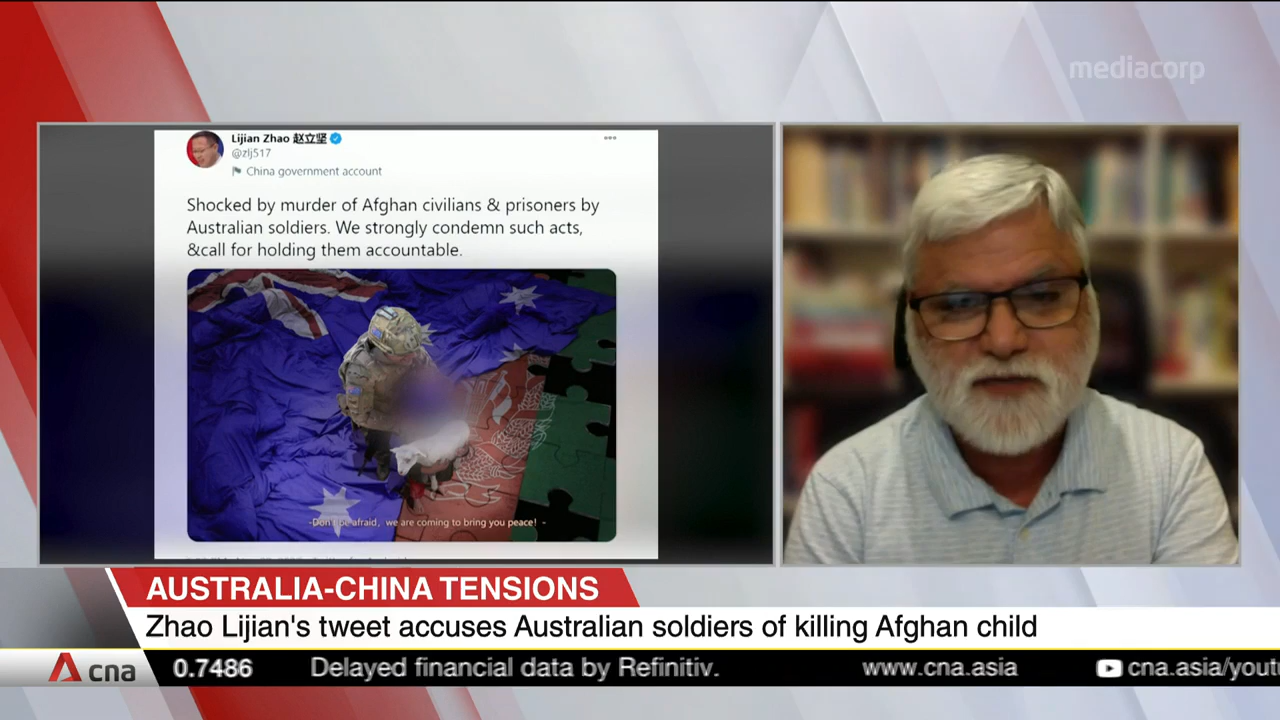 mediacorp
Lijian Zhao 赵立坚
@zlj517
China government account
Shocked by murder of Afghan civilians & prisoners by
Australian soldiers. We strongly condemn such acts,
&call for holding them accountable.
-Don't be afraid, we are coming to bring you peace! -
AUSTRALIA-CHINA TENSIONS
Zhao Lijian's tweet accuses Australian soldiers of killing Afghan child
cna 0.7486 Delayed financial data by Refinitiv. www.cna.asia cna.asia/yout